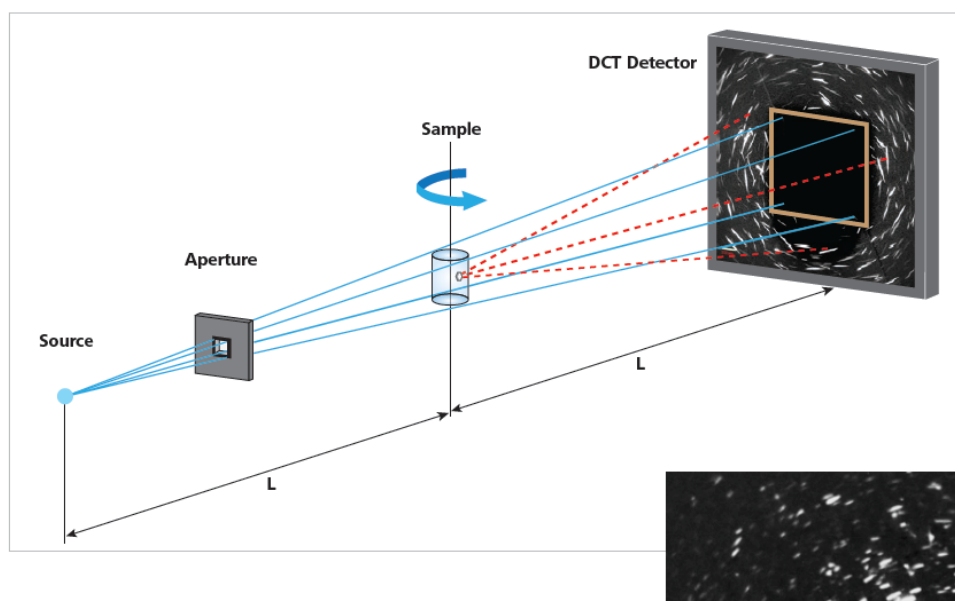 DCT Detector
Sample
Aperture
Source
L
L